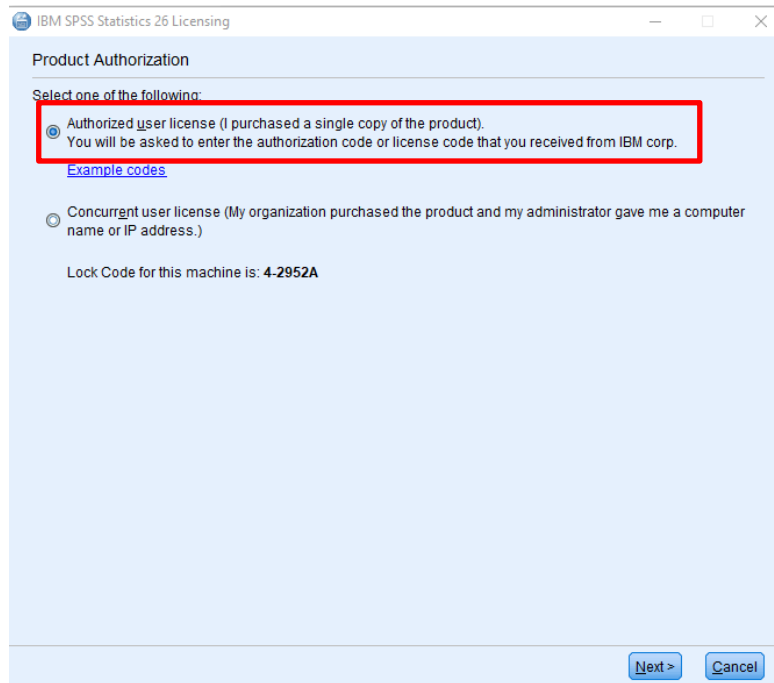 IBM SPSS Statistics 26 Licensing
Product Authorization
Select one of the following:
Authorized user license (I purchased a single copy of the product).
You will be asked to enter the authorization code or license code that you received from IBM corp.
Example codes
Concurrent user license (My organization purchased the product and my administrator gave me a computer
name or IP address.)
Lock Code for this machine is: 4-2952A
Next >
Cancel